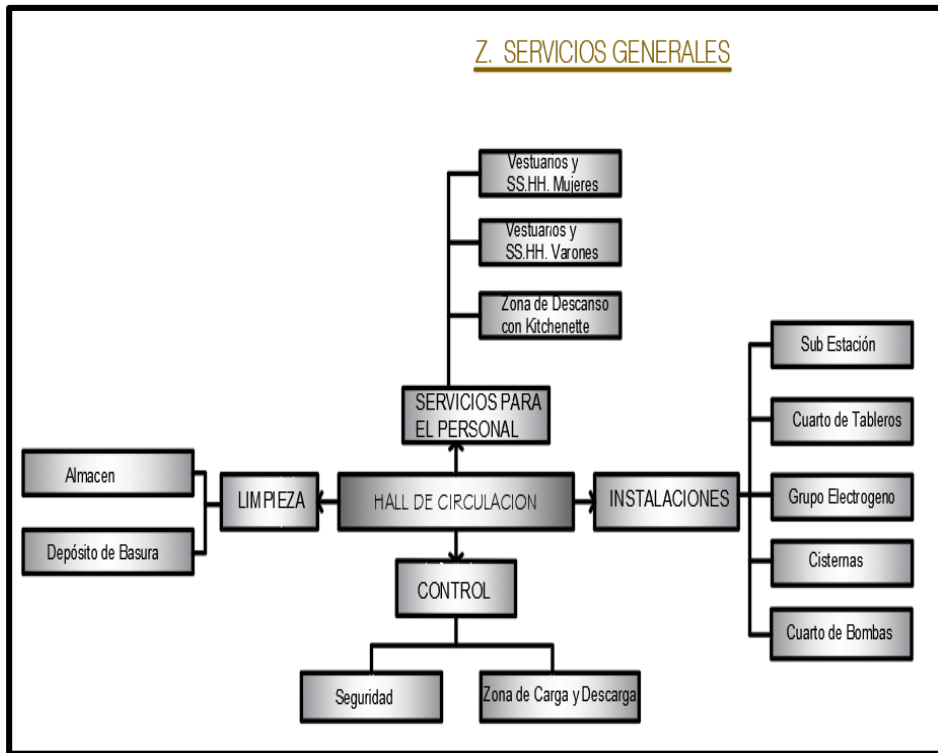 Z. SERVICIOS GENERALES
Vestuarios y
SS.HH. Mujeres
Vestuarios y
SS.HH. Varones
Zona de Descanso
con Kitchenette
SERVICIOS PARA
EL PERSONAL
Sub Estación
Cuarto de Tableros
Grupo Electrogeno
Cisternas
Cuarto de Bombas
Almacen
Depósito de Basura
LIMPIEZA
HALL DE CIRCULACION
INSTALACIONES
CONTROL
Seguridad
Zona de Carga y Descarga